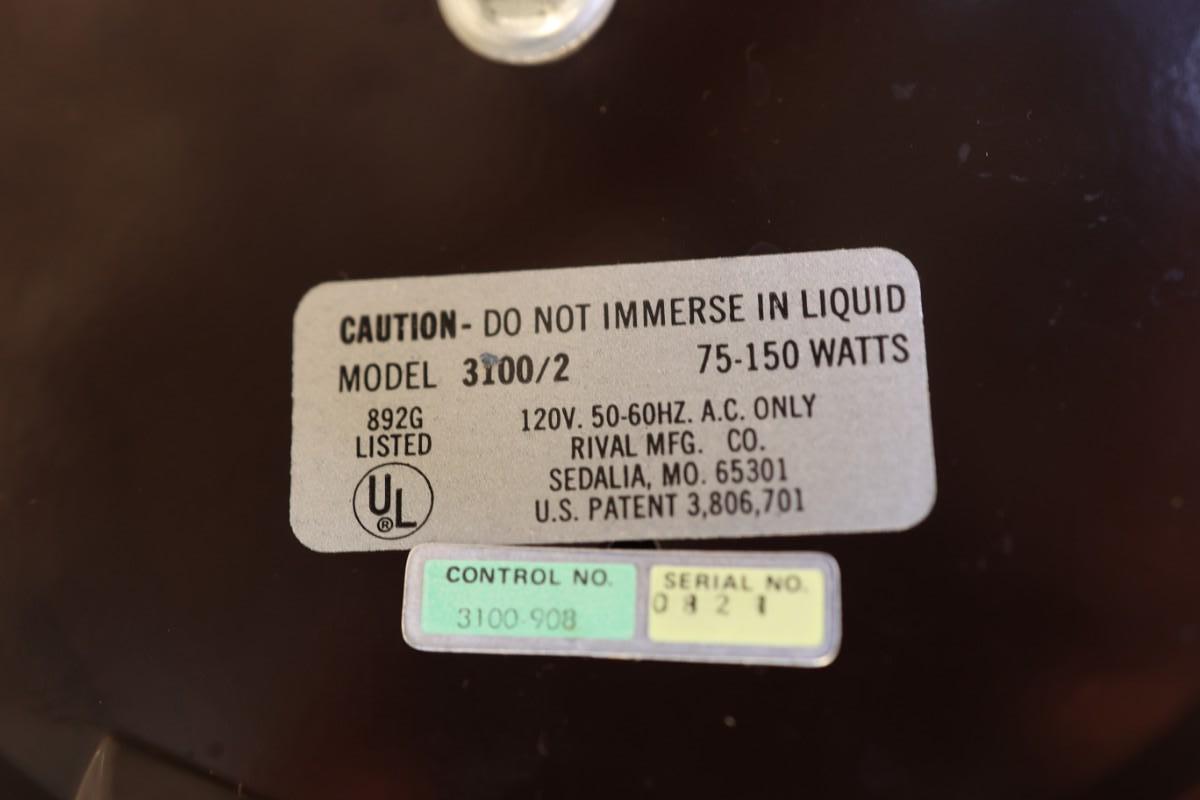 CAUTION- DO NOT IMMERSE IN LIQUID
MODEL 3100/2 75-150 WATTS
892G
LISTED
UL ®
120V. 50-60HZ. A.C. ONLY
RIVAL MFG. CO.
SEDALIA, MO. 65301
U.S. PATENT 3,806,701
CONTROL NO.
3100-908
SERIAL NO.
0821